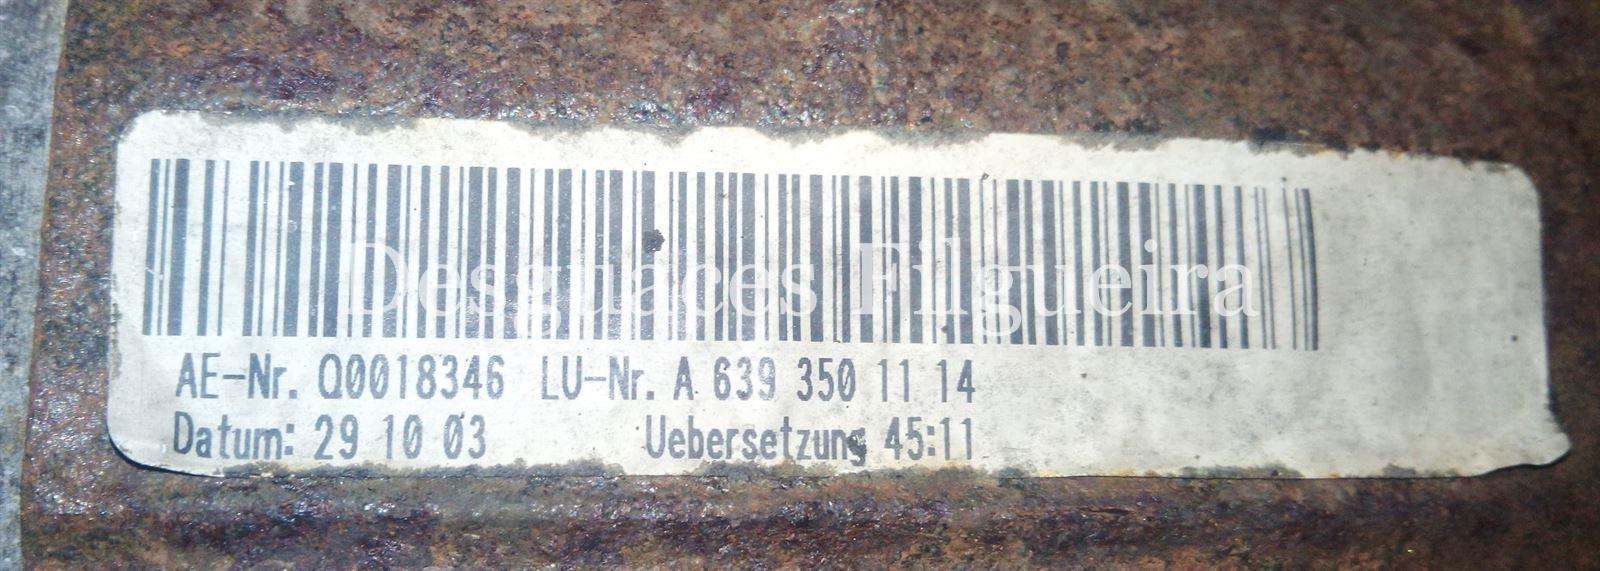 Desguaces Filgueira
AE-Nr. Q0018346 LU-Nr. A 639 350 11 14
Datum: 29 10 03 Uebersetzung 45:11